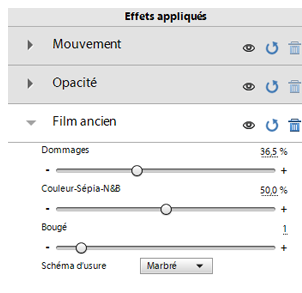 Effets appliqués
Mouvement
Opacité
Film ancien
Dommages 36,5 %
- +
Couleur-Sépia-N&B 50,0 %
- +
Bougé 1
- +
Schéma d'usure Marbré